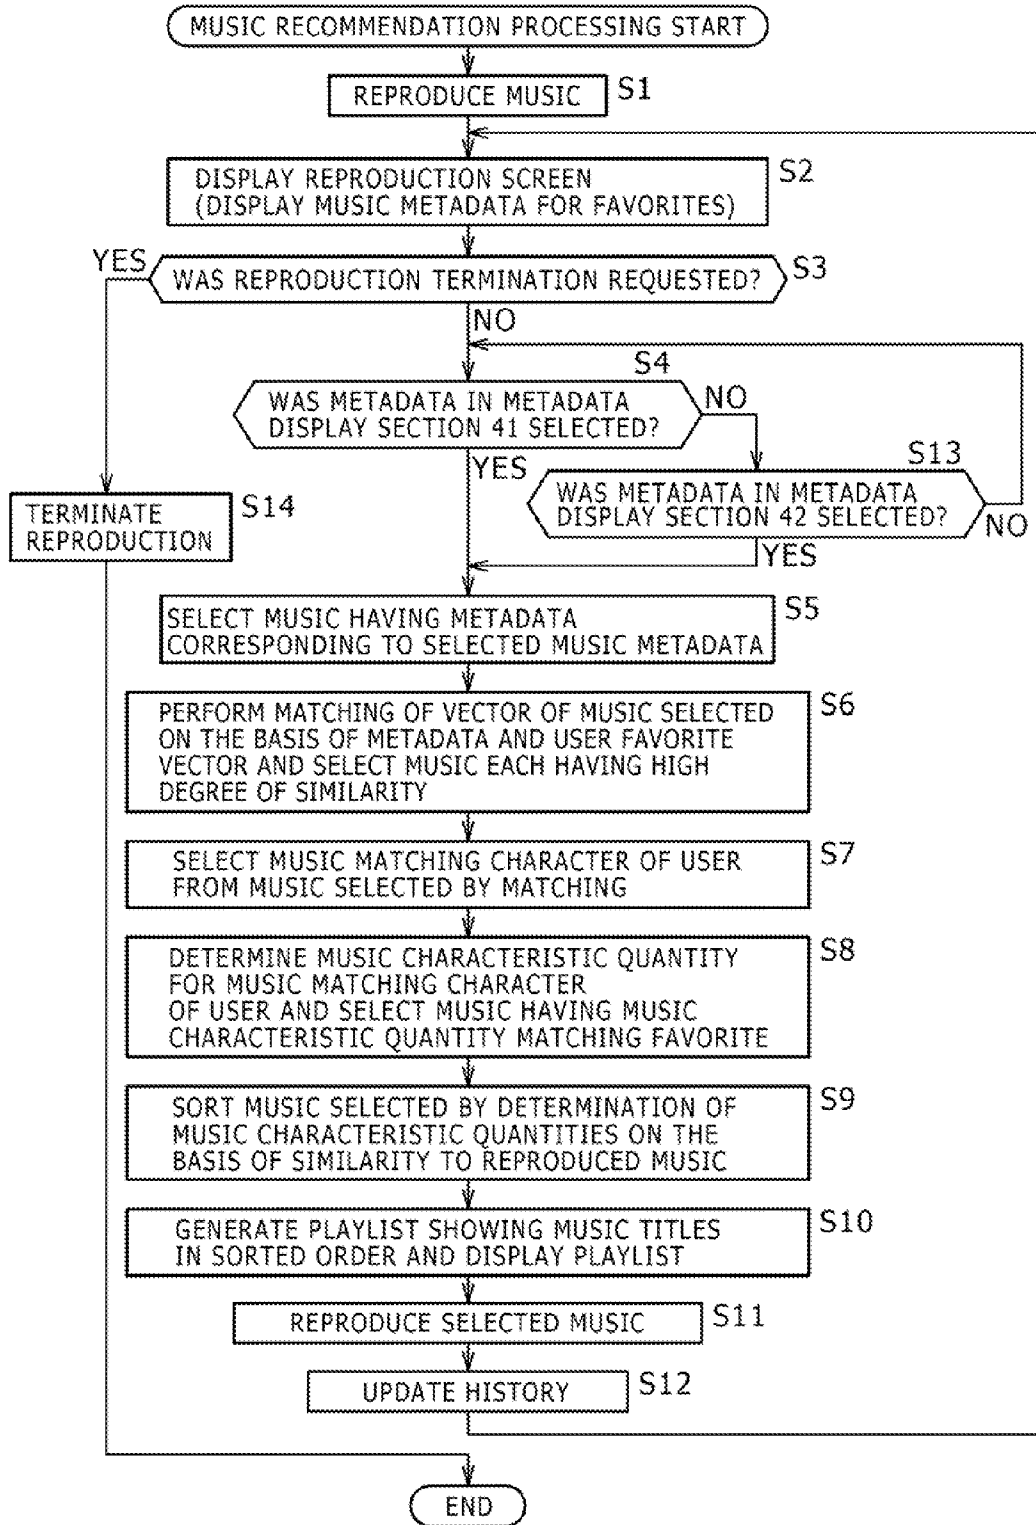 MUSIC RECOMMENDATION PROCESSING START
REPRODUCE MUSIC
S1
DISPLAY REPRODUCTION SCREEN
(DISPLAY MUSIC METADATA FOR FAVORITES)
S2
YES
WAS REPRODUCTION TERMINATION REQUESTED?
S3
NO
S4
WAS METADATA IN METADATA
DISPLAY SECTION 41 SELECTED?
NO
YES
S13
WAS METADATA IN METADATA
DISPLAY SECTION 42 SELECTED?
NO
YES
TERMINATE
REPRODUCTION
S14
SELECT MUSIC HAVING METADATA
CORRESPONDING TO SELECTED MUSIC METADATA
S5
PERFORM MATCHING OF VECTOR OF MUSIC SELECTED
ON THE BASIS OF METADATA AND USER FAVORITE
VECTOR AND SELECT MUSIC EACH HAVING HIGH
DEGREE OF SIMILARITY
S6
SELECT MUSIC MATCHING CHARACTER OF USER
FROM MUSIC SELECTED BY MATCHING
S7
DETERMINE MUSIC CHARACTERISTIC QUANTITY
FOR MUSIC MATCHING CHARACTER
OF USER AND SELECT MUSIC HAVING MUSIC
CHARACTERISTIC QUANTITY MATCHING FAVORITE
S8
SORT MUSIC SELECTED BY DETERMINATION OF
MUSIC CHARACTERISTIC QUANTITIES ON THE
BASIS OF SIMILARITY TO REPRODUCED MUSIC
S9
GENERATE PLAYLIST SHOWING MUSIC TITLES
IN SORTED ORDER AND DISPLAY PLAYLIST
S10
REPRODUCE SELECTED MUSIC
S11
UPDATE HISTORY
S12
END